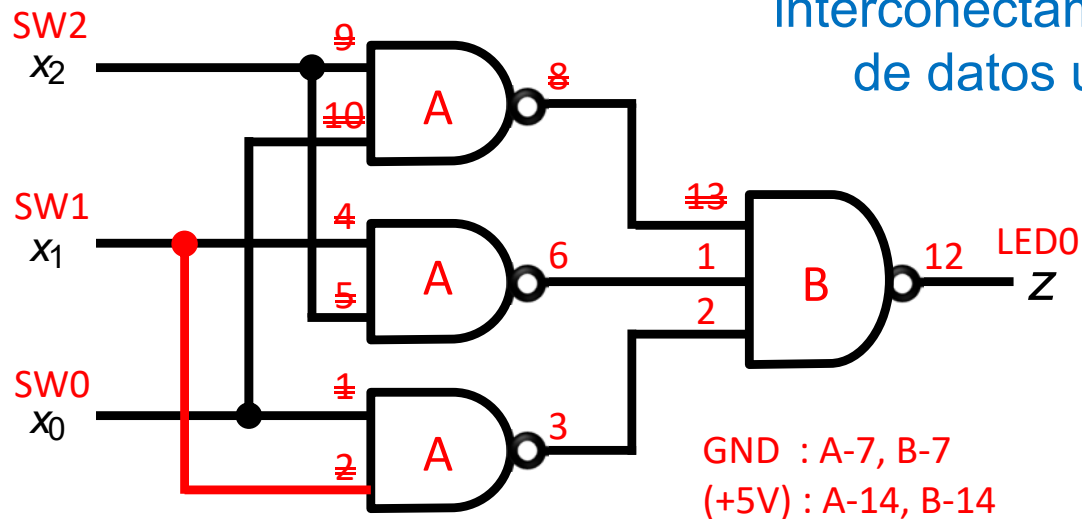 interconectan
de datos u
SW2
x2
9
10
A
8
SW1
x1
4
5
A
6
13
1
2
B
12
LED0
z
SW0
x0
1
2
A
3
GND : A-7, B-7
(+5V) : A-14, B-14